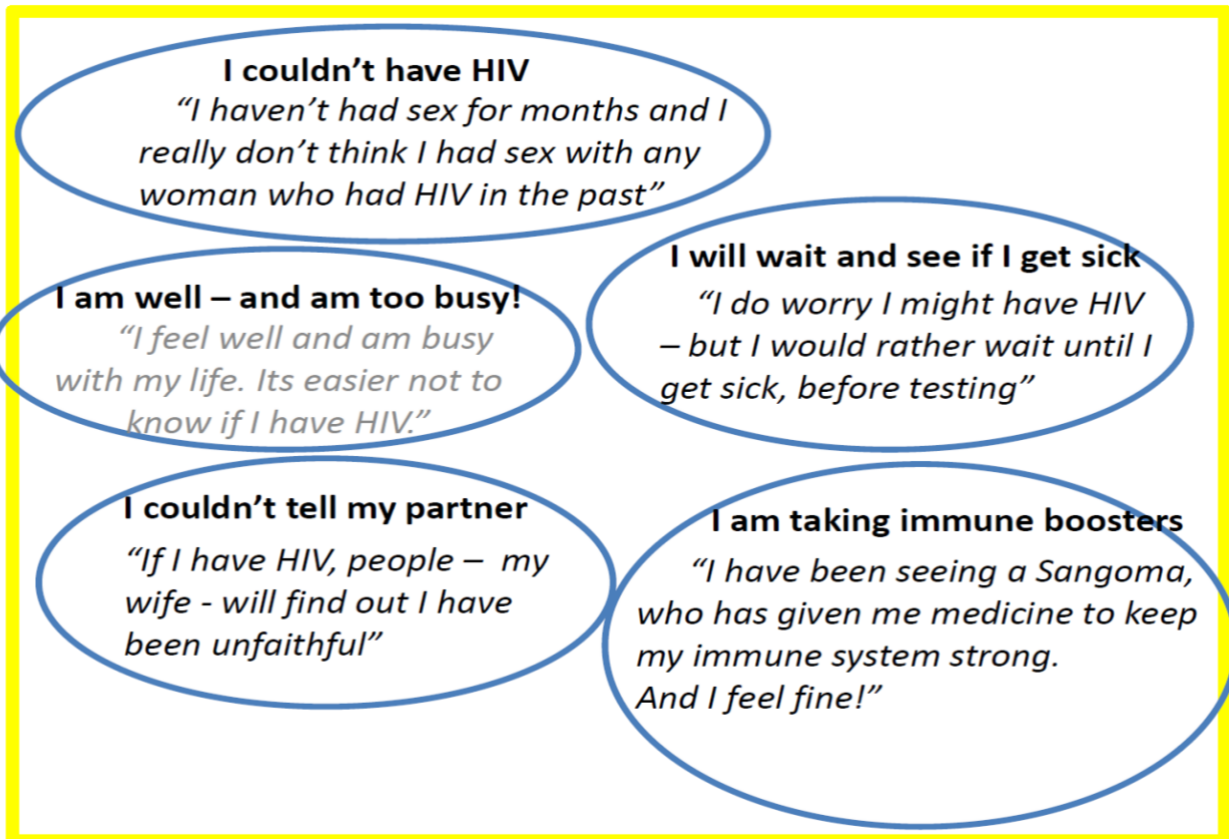 I couldn’t have HIV
“I haven’t had sex for months and I
really don’t think I had sex with any
woman who had HIV in the past”
I am well – and am too busy!
“I feel well and am busy
with my life. Its easier not to
know if I have HIV.”
I will wait and see if I get sick
“I do worry I might have HIV
– but I would rather wait until I
get sick, before testing”
I couldn’t tell my partner
“If I have HIV, people – my
wife - will find out I have
been unfaithful”
I am taking immune boosters
“I have been seeing a Sangoma,
who has given me medicine to keep
my immune system strong.
And I feel fine!”